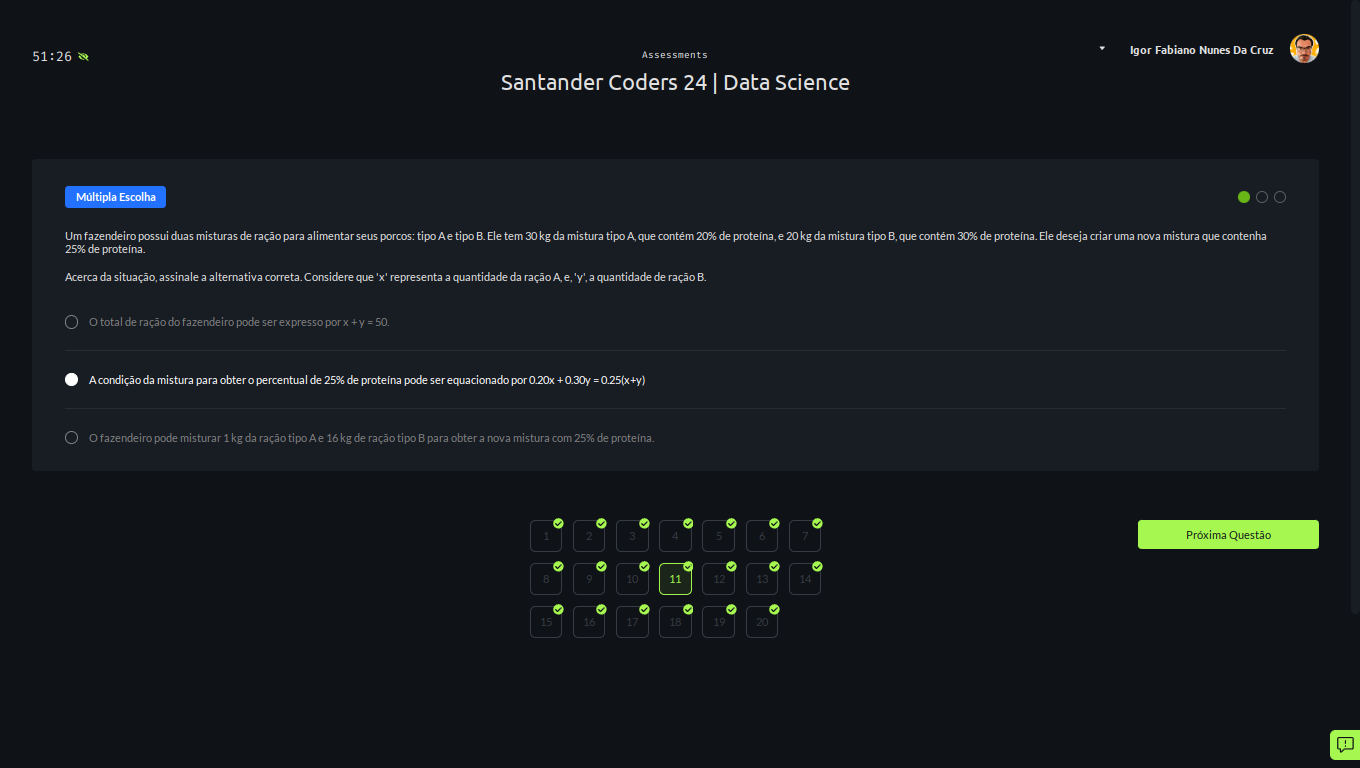 51:26
Assessments
Igor Fabiano Nunes Da Cruz
Santander Coders 24 | Data Science
Múltipla Escolha
Um fazendeiro possui duas misturas de ração para alimentar seus porcos: tipo A e tipo B. Ele tem 30 kg da mistura tipo A, que contém 20% de proteína, e 20 kg da mistura tipo B, que contém 30% de proteína. Ele deseja criar uma nova mistura que contenha
25% de proteína.
Acerca da situação, assinale a alternativa correta. Considere que 'x' representa a quantidade da ração A, e, 'y', a quantidade de ração B.
O total de ração do fazendeiro pode ser expresso por x + y = 50.
A condição da mistura para obter o percentual de 25% de proteína pode ser equacionado por 0.20x + 0.30y = 0.25(x+y)
O fazendeiro pode misturar 1 kg da ração tipo A e 16 kg de ração tipo B para obter a nova mistura com 25% de proteína.
1 2 3 4 5 6 7
Próxima Questão
8 9 10 11 12 13 14
15 16 17 18 19 20